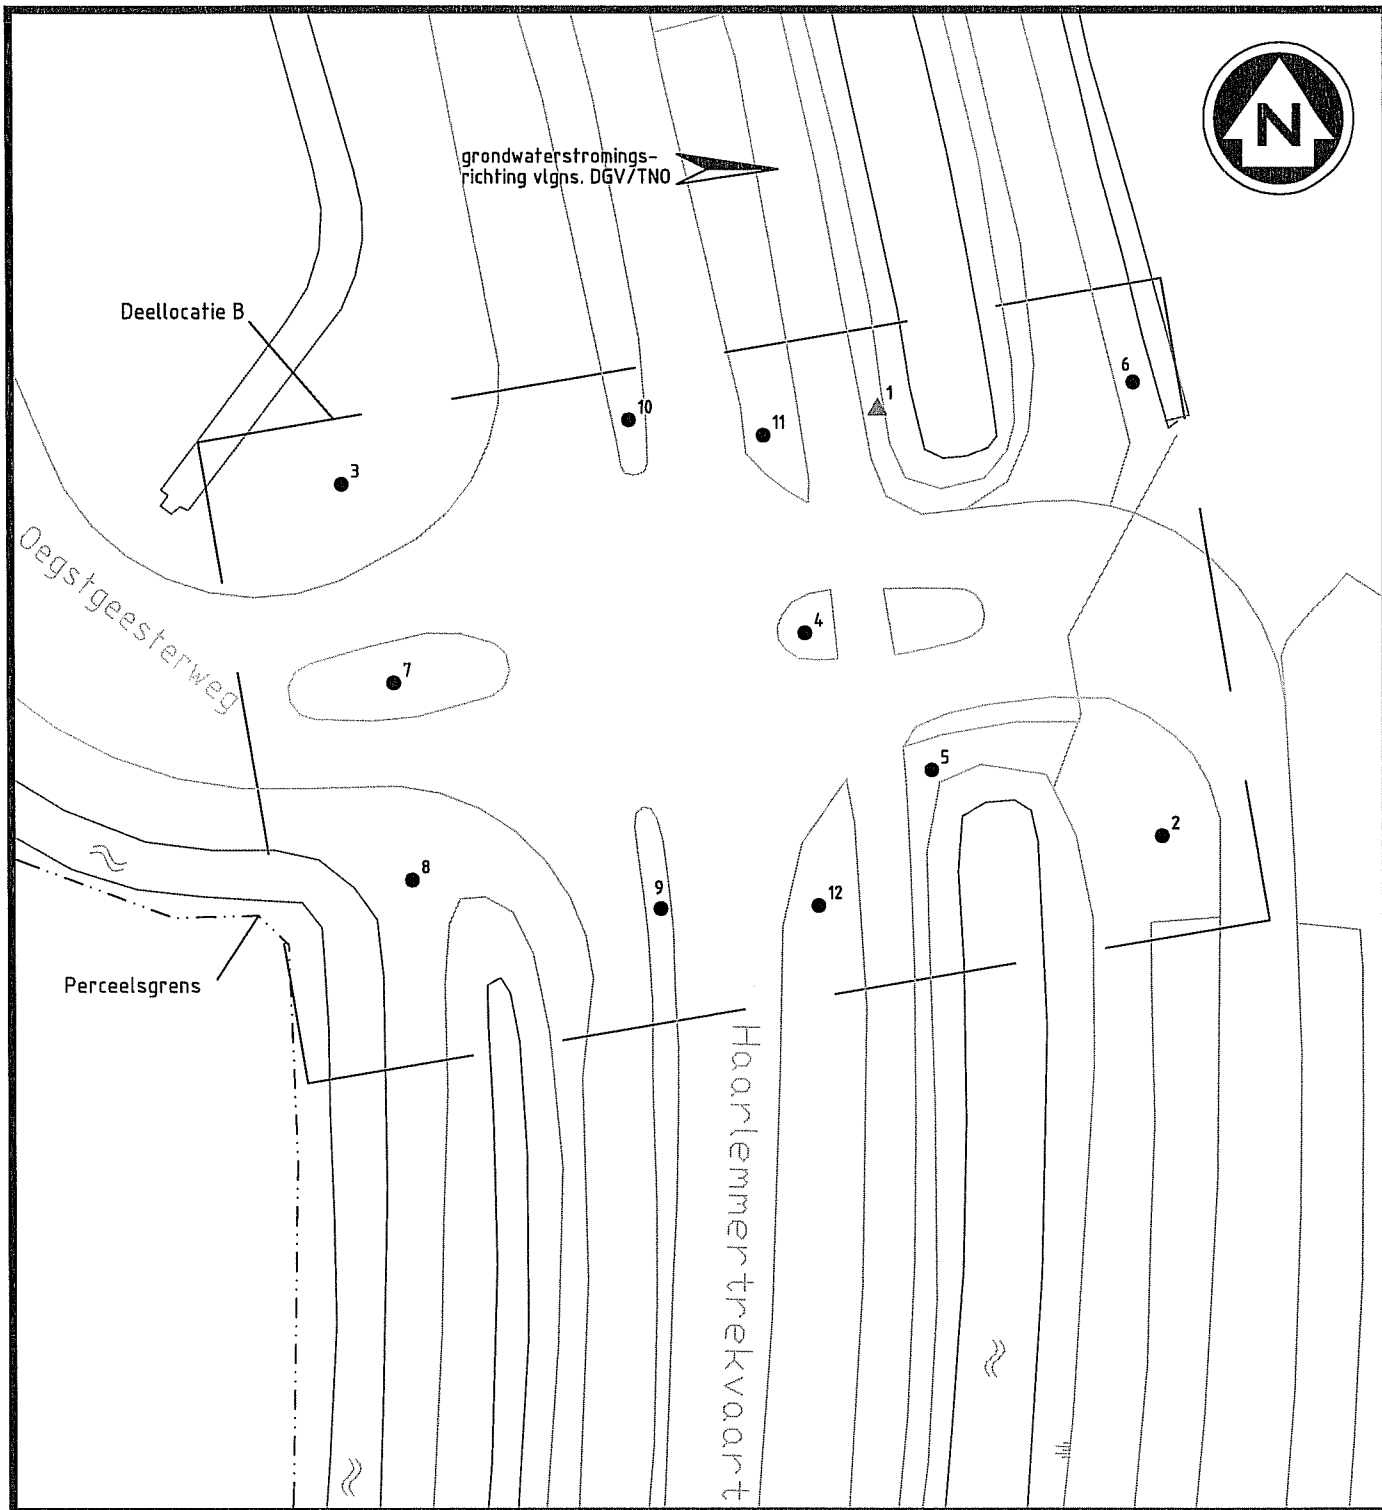 N
grondwaterstromings-
richting vlgns. DGV/TNO
Deellocatie B
6
1
10
11
3
Oegstgeesterweg
4
7
5
2
8
9
12
Perceelsgrens
Haarlemmertrekvaart